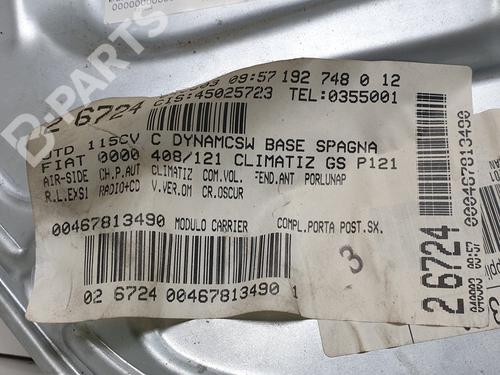 09:57 192 748 0 12
02 6724 CIS:45025723 TEL:0355001
JTD 115CV C DYNAMCSW BASE SPAGNA
FIAT 0000 408/121 CLIMATIZ GS P121
AIR-SIDE CH.P.AUT CLIMATIZ COM.VOL. FEND.ANT PORLUNAP
R.L.EXSI RADIO+CD V.VER.OM CR.OSCUR
00467813490 MODULO CARRIER COMPL.PORTA POST.SX.
3
02 6724 00467813490 1
2 6724
000467813490
D-PARTS